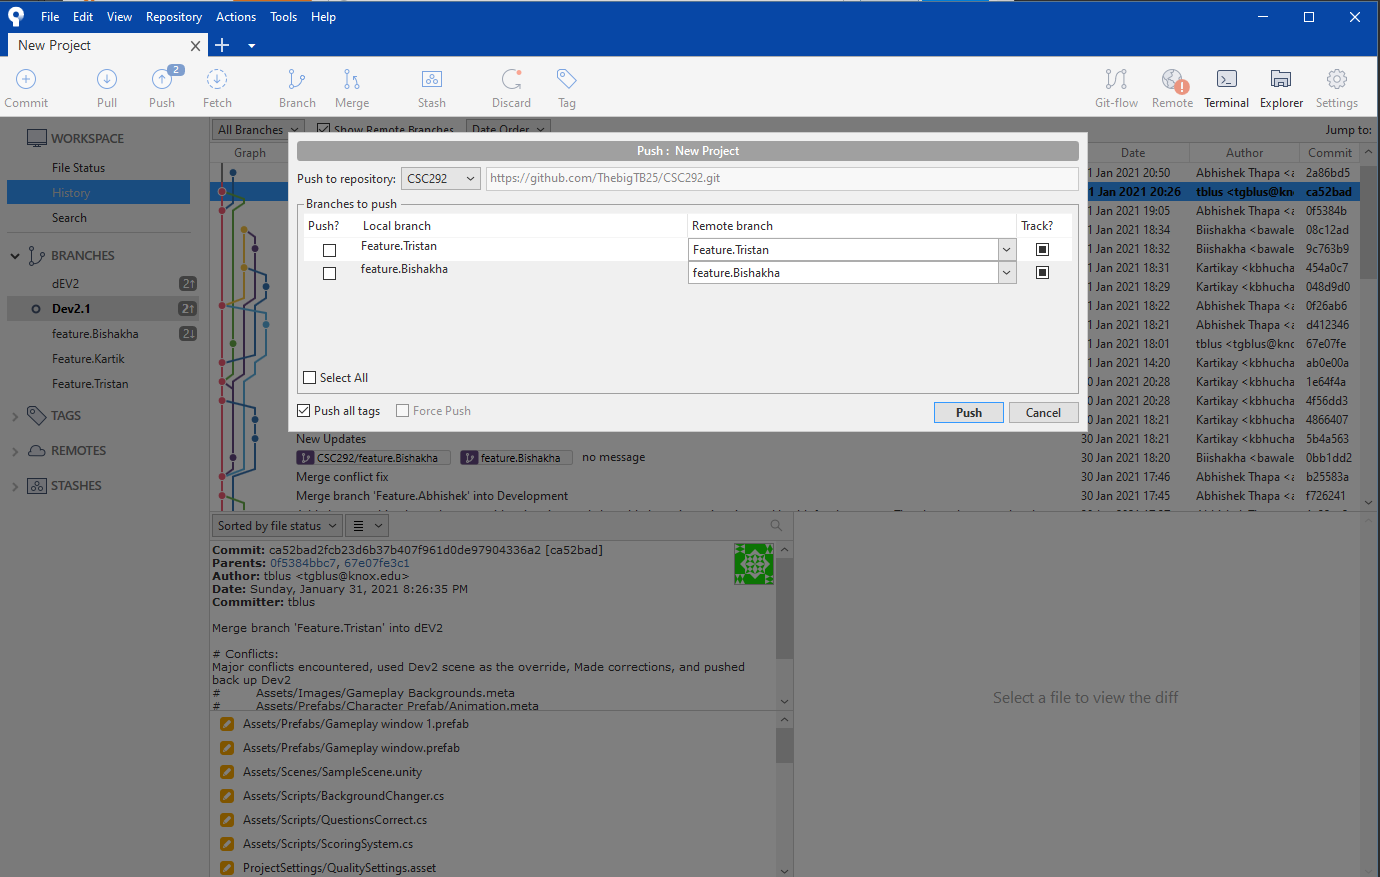 File Edit View Repository Actions Tools Help
New Project
2
Commit Pull Push Fetch Branch Merge Stash Discard Tag Git-flow Remote Terminal Explorer Settings
WORKSPACE
File Status
History
Search
BRANCHES
dEV2 2↑
Dev2.1 2↑
feature.Bishakha 2↓
Feature.Kartik
Feature.Tristan
TAGS
REMOTES
STASHES
All Branches Show Remote Branches Date Order Jump to:
Graph Date Author Commit
Push : New Project
Push to repository: CSC292 https://github.com/ThebigTB25/CSC292.git
Branches to push
Push? Local branch Remote branch Track?
Feature.Tristan Feature.Tristan
feature.Bishakha feature.Bishakha
Select All
Push all tags Force Push Push Cancel
1 Jan 2021 20:50 Abhishek Thapa <a 2a86bd5
1 Jan 2021 20:26 tblus <tgblus@kno ca52bad
1 Jan 2021 19:05 Abhishek Thapa <a 0f5384b
1 Jan 2021 18:34 Biishakha <bawale 08c12ad
1 Jan 2021 18:32 Biishakha <bawale 9c763b9
1 Jan 2021 18:31 Kartikay <kbhucha 454a0c7
1 Jan 2021 18:29 Kartikay <kbhucha 048d9d0
1 Jan 2021 18:22 Abhishek Thapa <a 0f26ab6
1 Jan 2021 18:21 Abhishek Thapa <a d412346
1 Jan 2021 18:01 tblus <tgblus@kno 67e07fe
1 Jan 2021 14:20 Kartikay <kbhucha ab0e00a
0 Jan 2021 20:28 Kartikay <kbhucha 1e64f4a
0 Jan 2021 20:28 Kartikay <kbhucha 4f56dd3
0 Jan 2021 18:21 Kartikay <kbhucha 4866407
New Updates 30 Jan 2021 18:21 Kartikay <kbhucha 5b4a563
CSC292/feature.Bishakha feature.Bishakha no message 30 Jan 2021 18:20 Biishakha <bawale 0bb1dd2
Merge conflict fix 30 Jan 2021 17:46 Abhishek Thapa <a b25583a
Merge branch 'Feature.Abhishek' into Development 30 Jan 2021 17:45 Abhishek Thapa <a f726241
Sorted by file status
Commit: ca52bad2fcb23d6b37b407f961d0de97904336a2 [ca52bad]
Parents: 0f5384bbc7, 67e07fe3c1
Author: tblus <tgblus@knox.edu>
Date: Sunday, January 31, 2021 8:26:35 PM
Committer: tblus
Merge branch 'Feature.Tristan' into dEV2
# Conflicts:
Major conflicts encountered, used Dev2 scene as the override, Made corrections, and pushed
back up Dev2
# Assets/Images/Gameplay Backgrounds.meta
# Assets/Prefabs/Character Prefab/Animation.meta
Assets/Prefabs/Gameplay window 1.prefab
Assets/Prefabs/Gameplay window.prefab
Assets/Scenes/SampleScene.unity
Assets/Scripts/BackgroundChanger.cs
Assets/Scripts/QuestionsCorrect.cs
Assets/Scripts/ScoringSystem.cs
ProjectSettings/QualitySettings.asset
Select a file to view the diff